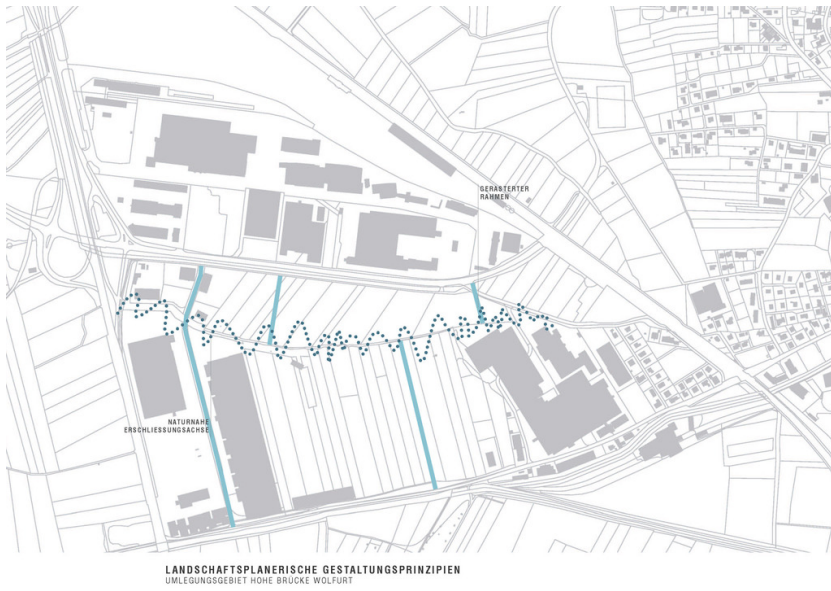 GERASTERTER
RAHMEN
NATURNAHE
ERSCHLIESSUNGSACHSE
LANDSCHAFTSPLANERISCHE GESTALTUNGSPRINZIPIEN
UMLEGUNGSGEBIET HOHE BRÜCKE WOLFURT